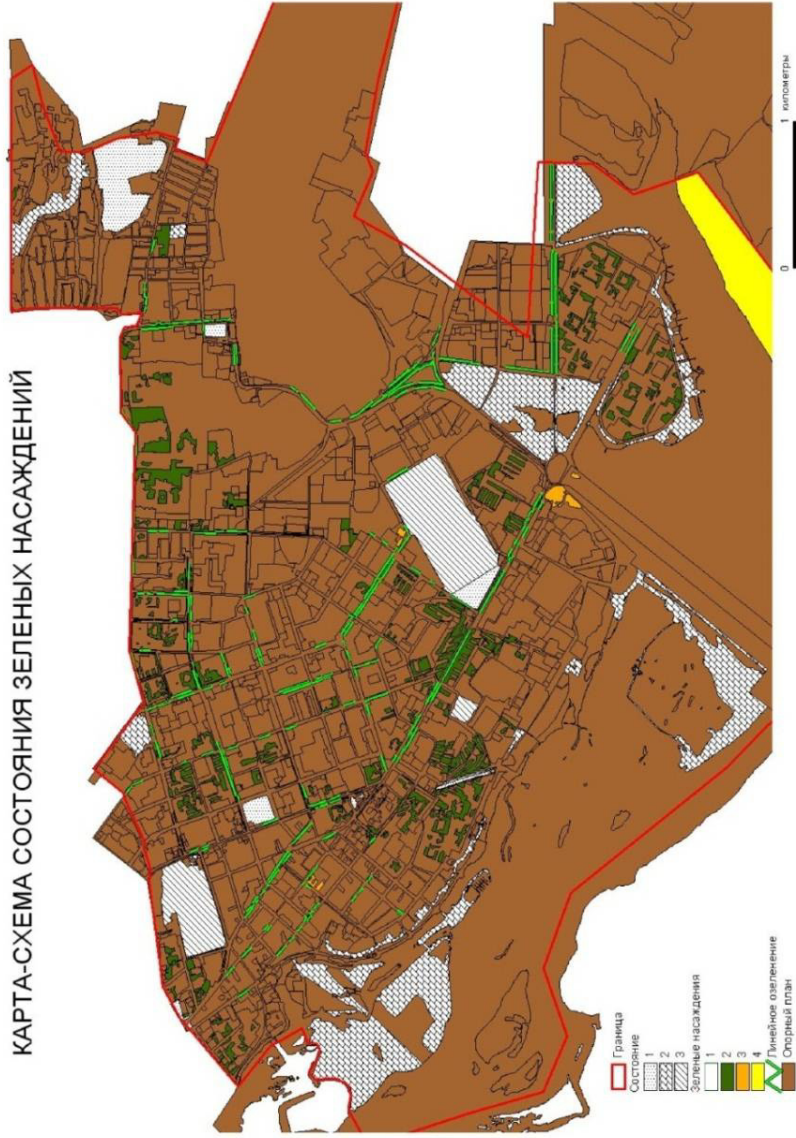 КАРТА-СХЕМА СОСТОЯНИЯ ЗЕЛЕНЫХ НАСАЖДЕНИЙ
Граница
Состояние
1
2
3
Зеленые насаждения
1
2
3
4
Линейное озеленение
Опорный план
0 1 километры